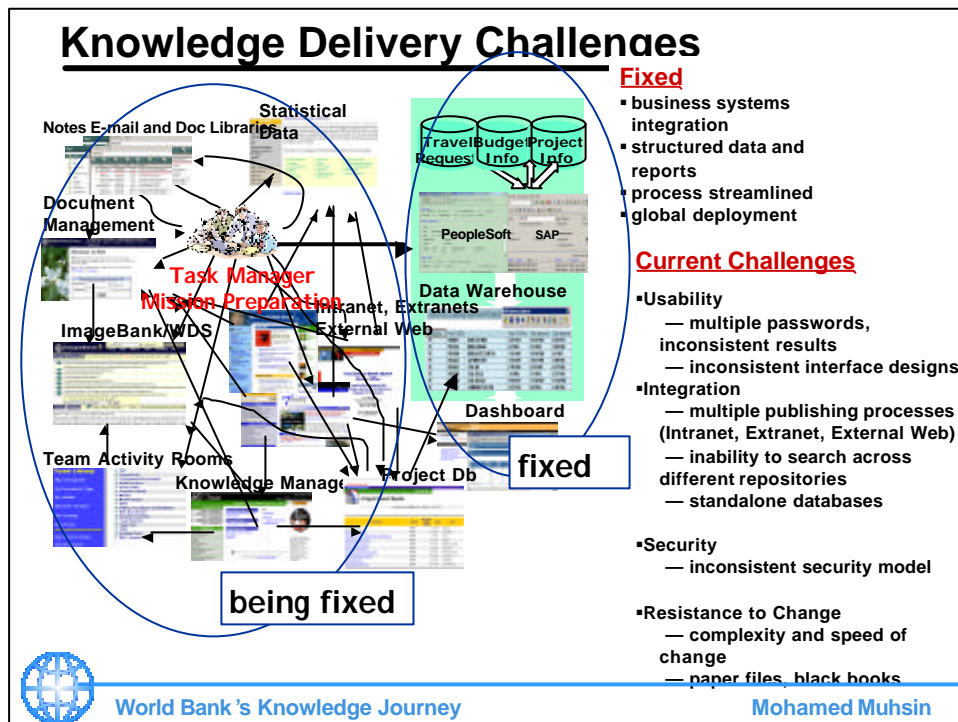 Knowledge Delivery Challenges
Notes E-mail and Doc Libraries
Statistical
Data
Document
Management
Task Manager
Mission Preparation
ImageBank/WDS
Intranet, Extranets
External Web
Team Activity Rooms
Knowledge Manage
Project Db
being fixed
Travel
Request
Budget
Info
Project
Info
PeopleSoft
SAP
Data Warehouse
Dashboard
fixed
Fixed
▪ business systems
integration
▪ structured data and
reports
▪ process streamlined
▪ global deployment
Current Challenges
▪Usability
— multiple passwords,
inconsistent results
— inconsistent interface designs
▪Integration
— multiple publishing processes
(Intranet, Extranet, External Web)
— inability to search across
different repositories
— standalone databases
▪Security
— inconsistent security model
▪Resistance to Change
— complexity and speed of
change
— paper files, black books
World Bank's Knowledge Journey
Mohamed Muhsin